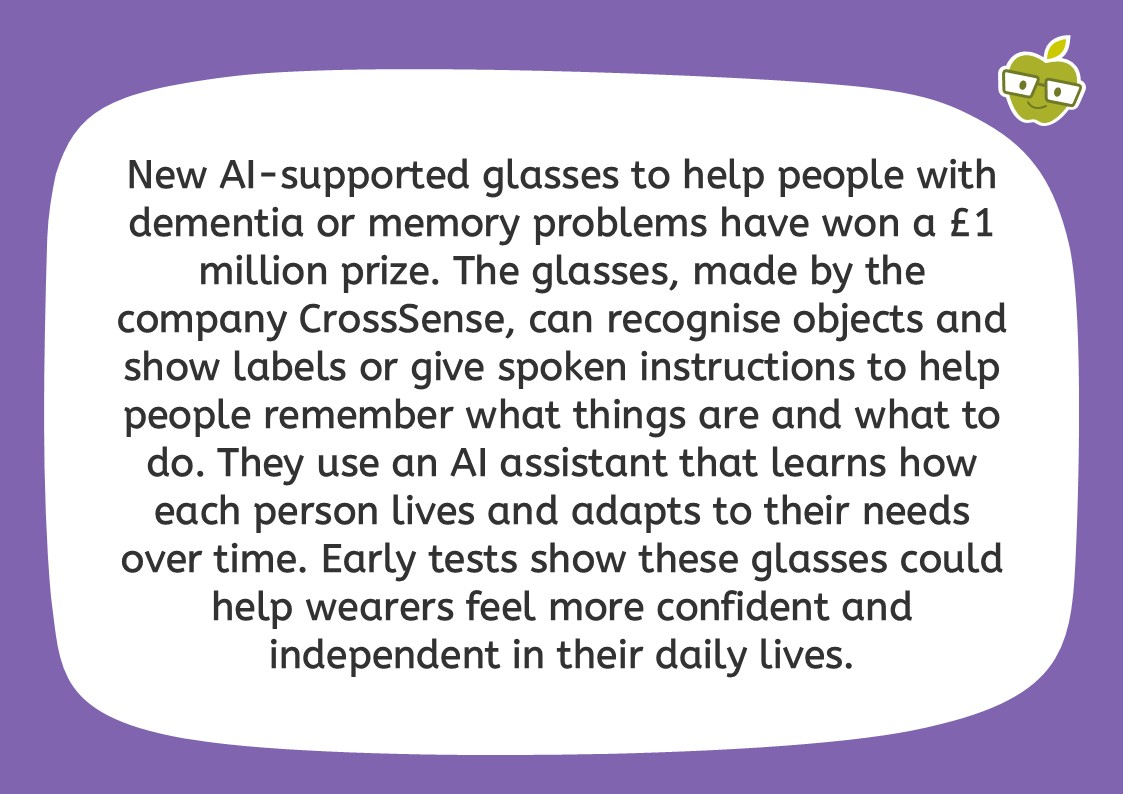 New AI-supported glasses to help people with
dementia or memory problems have won a £1
million prize. The glasses, made by the
company CrossSense, can recognise objects and
show labels or give spoken instructions to help
people remember what things are and what to
do. They use an AI assistant that learns how
each person lives and adapts to their needs
over time. Early tests show these glasses could
help wearers feel more confident and
independent in their daily lives.